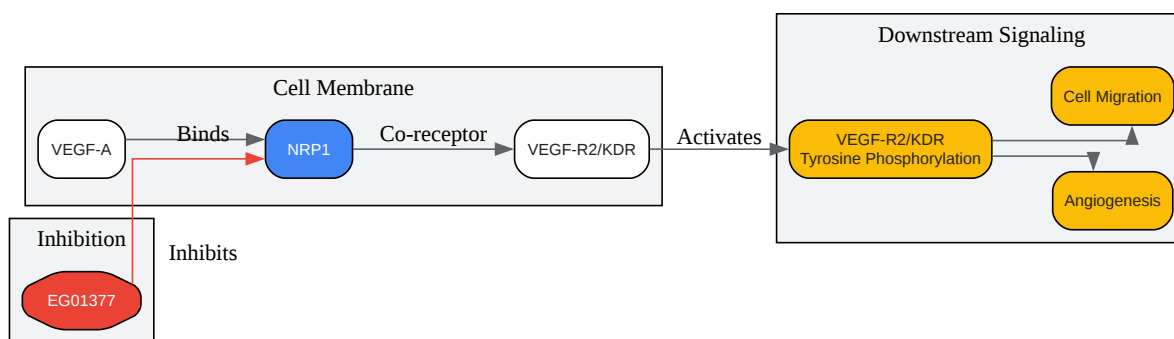 Downstream Signaling
Cell Membrane
Cell Migration
VEGF-A
Binds
NRP1
Co-receptor
VEGF-R2/KDR
Activates
VEGF-R2/KDR
Tyrosine Phosphorylation
Angiogenesis
Inhibition
Inhibits
EG01377